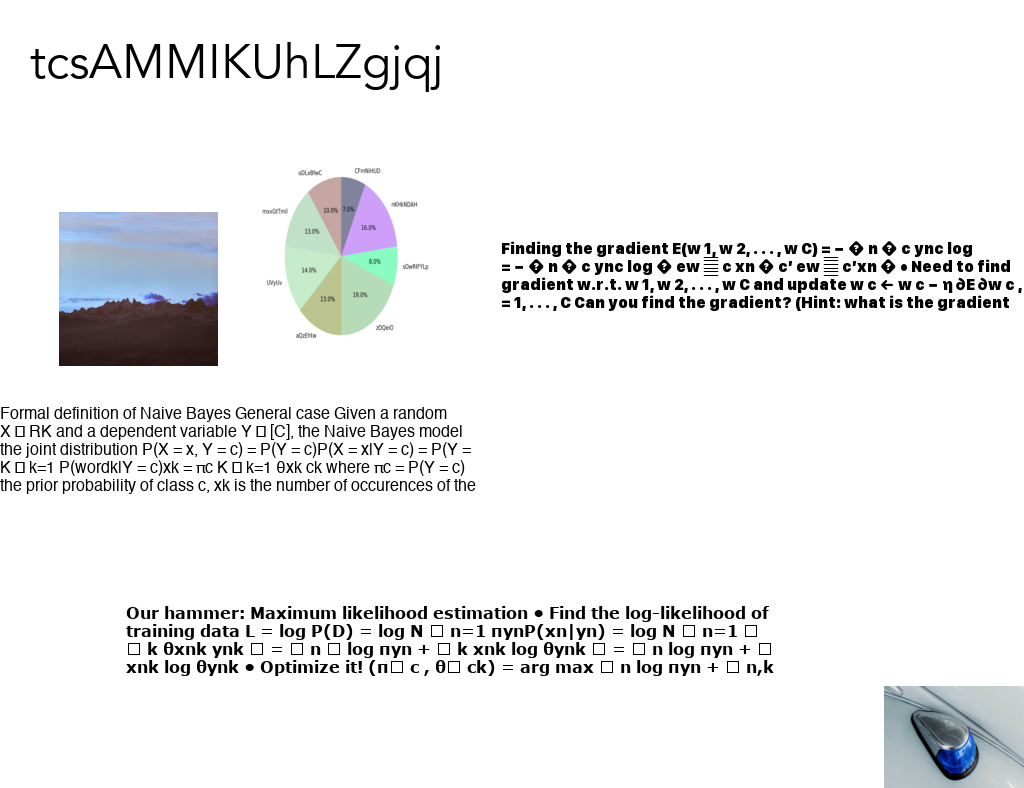 tcsAMMIKUhLZgjqj
oDLxBfwC
CFmNiHUD
nKHkNDAH
mxxGtTmil
10.0%
7.0%
16.0%
13.0%
8.0%
sOwRlFYLp
14.0%
UVyUv
13.0%
19.0%
zDQeiO
aQzEhtw
Finding the gradient E(w 1, w 2, . . . , w C) = − � n � c ync log
= − � n � c ync log � ew ䷀ c xn � c′ ew ䷀ c′xn � • Need to find
gradient w.r.t. w 1, w 2, . . . , w C and update w c ← w c − η ∂E ∂w c ,
= 1, . . . , C Can you find the gradient? (Hint: what is the gradient
Formal definition of Naive Bayes General case Given a random
X □ RK and a dependent variable Y □ [C], the Naive Bayes model
the joint distribution P(X = x, Y = c) = P(Y = c)P(X = x|Y = c) = P(Y =
K □ k=1 P(wordk|Y = c)xk = πc K □ k=1 θxk ck where πc = P(Y = c)
the prior probability of class c, xk is the number of occurences of the
Our hammer: Maximum likelihood estimation • Find the log-likelihood of
training data L = log P(D) = log N □ n=1 πynP(xn|yn) = log N □ n=1 □
□ k θxnk ynk □ = □ n □ log πyn + □ k xnk log θynk □ = □ n log πyn + □
xnk log θynk • Optimize it! (π□ c , θ□ ck) = arg max □ n log πyn + □ n,k